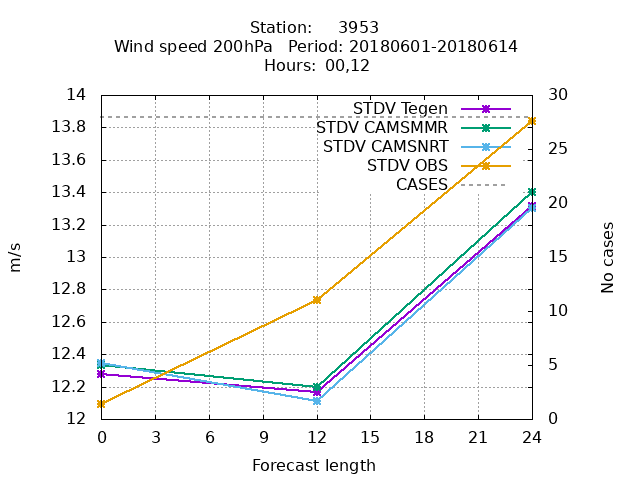 Station: 3953
Wind speed 200hPa Period: 20180601-20180614
Hours: 00,12
14
13.8
13.6
13.4
13.2
13
12.8
12.6
12.4
12.2
12
m/s
STDV Tegen
STDV CAMSMMR
STDV CAMSNRT
STDV OBS
CASES
30
25
20
15
10
5
0
No cases
0 3 6 9 12 15 18 21 24
Forecast length